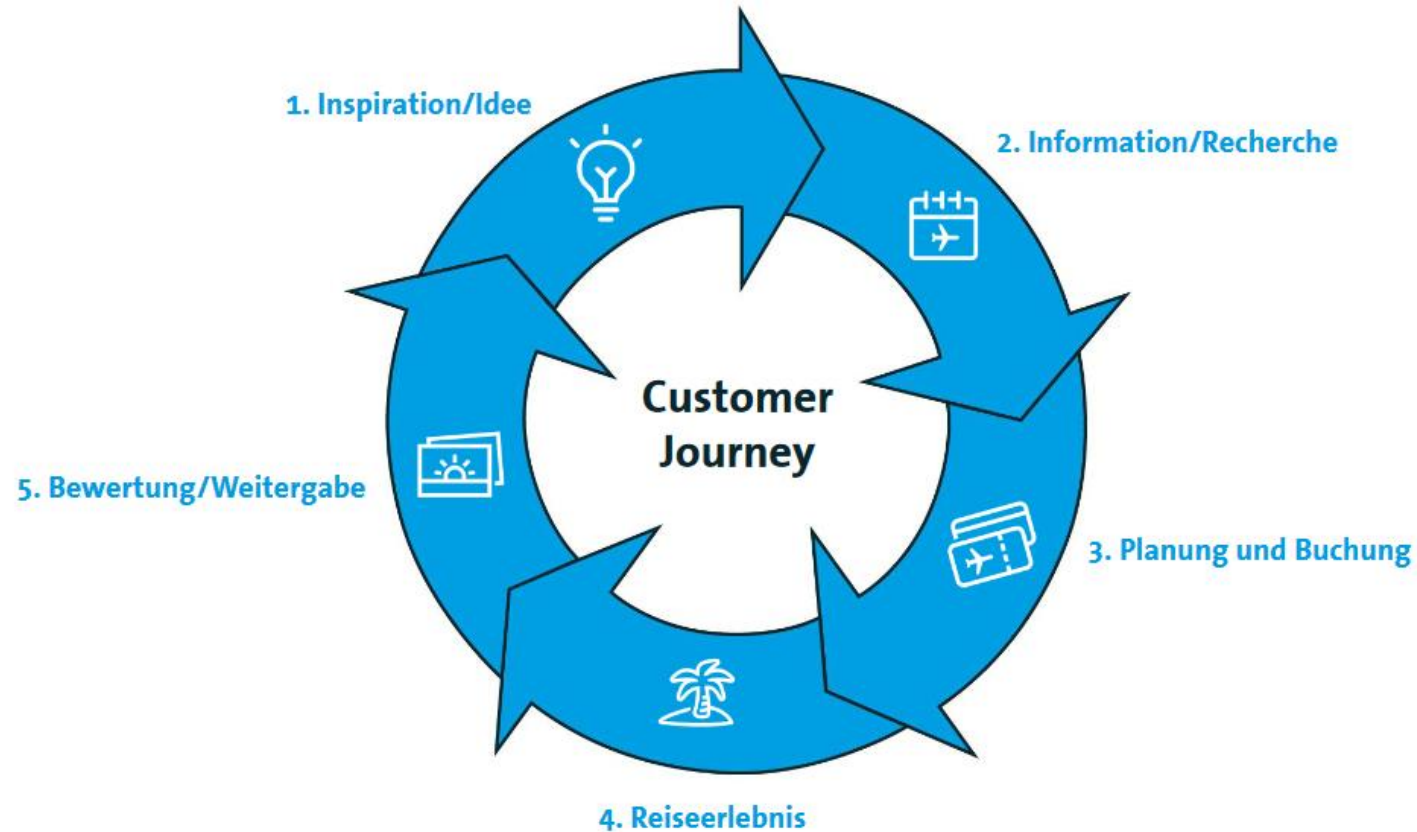 1. Inspiration/Idee
2. Information/Recherche
Customer
Journey
3. Planung und Buchung
4. Reiseerlebnis
5. Bewertung/Weitergabe